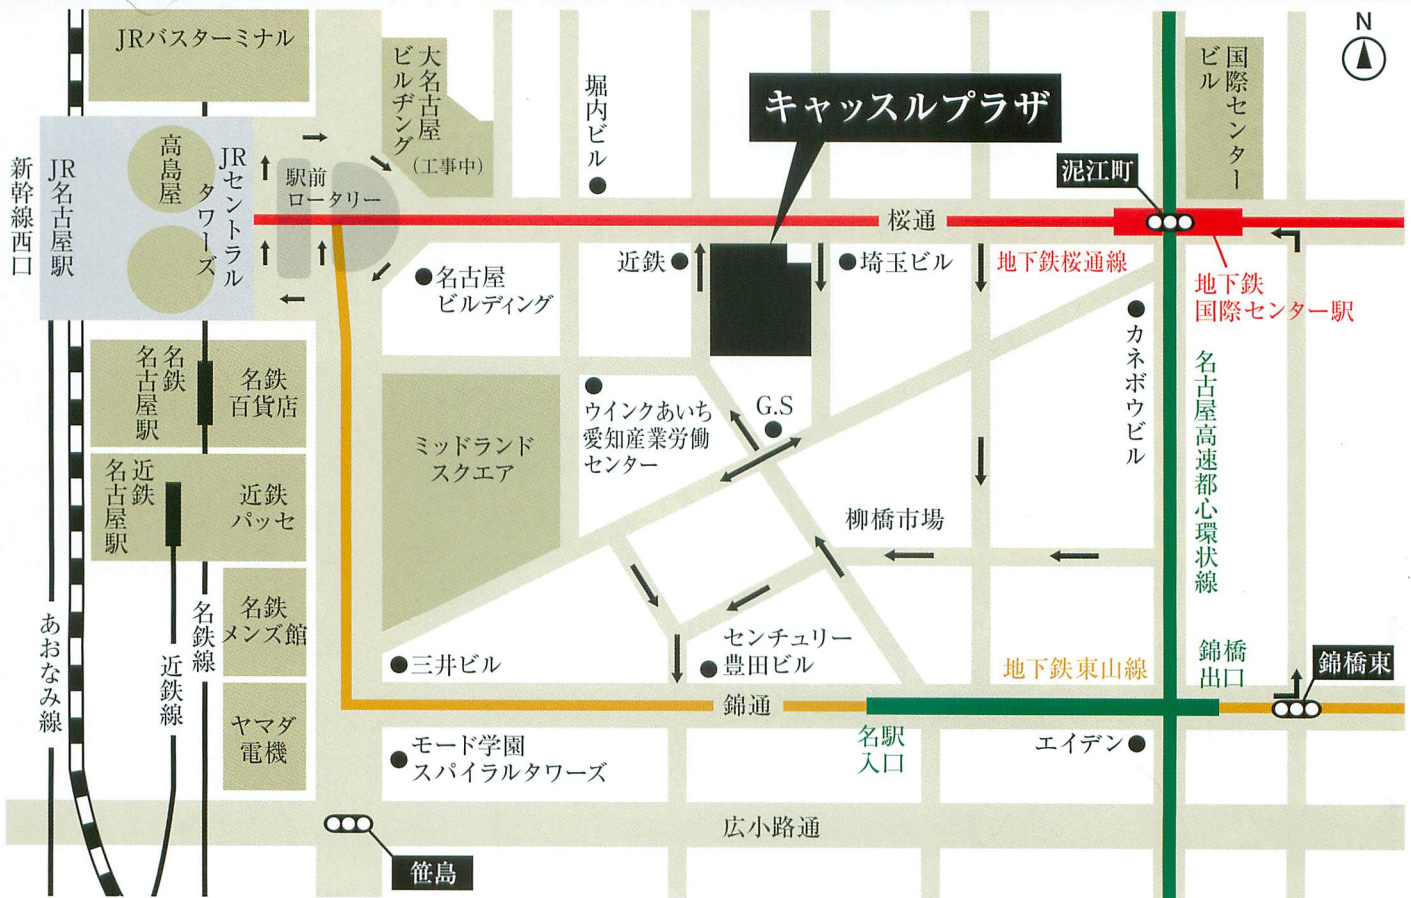 JRバスターミナル
大名古屋
ビルヂング
(工事中)
堀内ビル
キャッスルプラザ
国際センター
ビル
N
泥江町
新幹線西口
JR名古屋駅
高島屋
JRセントラル
タワーズ
駅前
ロータリー
桜通
名古屋
ビルディング
近鉄
埼玉ビル
地下鉄桜通線
地下鉄
国際センター駅
カネボウビル
名古屋高速都心環状線
名鉄
名古屋駅
名鉄
百貨店
近鉄
名古屋駅
近鉄
パッセ
ミッドランド
スクエア
ウインクあいち
愛知産業労働
センター
G.S
柳橋市場
名鉄
メンズ館
あおなみ線
近鉄線
名鉄線
ヤマダ
電機
三井ビル
センチュリー
豊田ビル
地下鉄東山線
錦橋
出口
錦橋東
錦通
名駅
入口
エイデン
モード学園
スパイラルタワーズ
広小路通
笹島